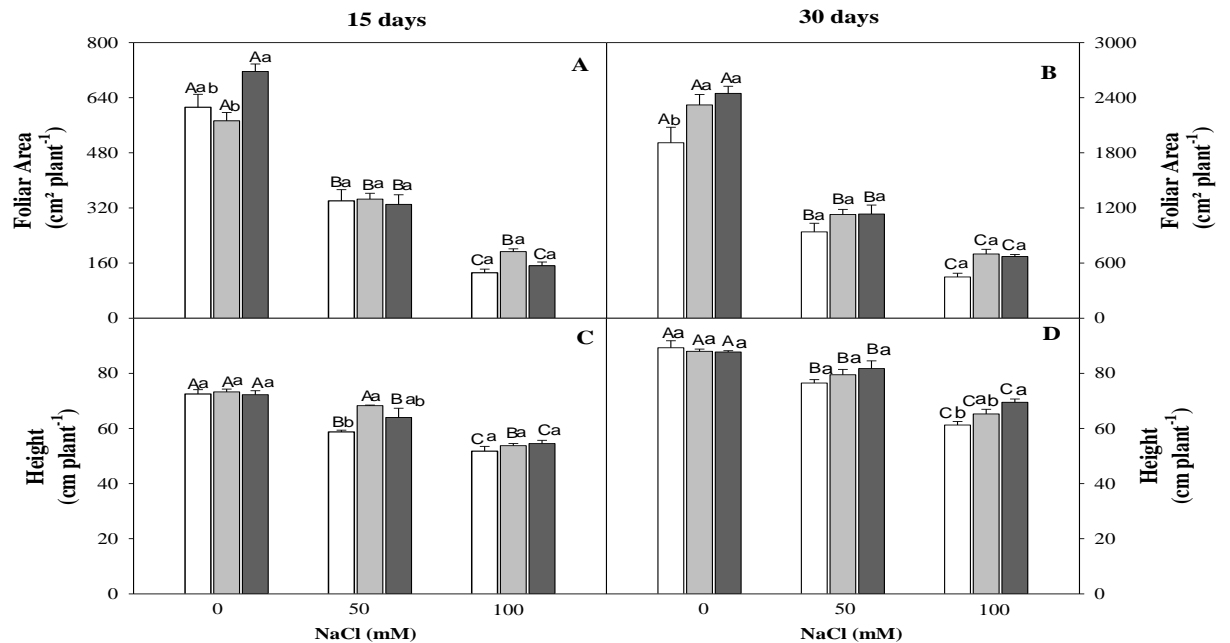 15 days
30 days
800
640
480
320
160
0
Foliar Area
(cm² plant⁻¹)
A
Aab
Ab
Aa
Ba
Ba
Ba
Ca
Ba
Ca
B
Ab
Aa
Aa
Ba
Ba
Ba
Ca
Ca
Ca
3000
2400
1800
1200
600
0
Foliar Area
(cm² plant⁻¹)
80
60
40
20
0
Height
(cm plant⁻¹)
C
Aa
Aa
Aa
Bb
Aa
Bab
Ca
Ba
Ca
D
Aa
Aa
Aa
Ba
Ba
Ba
Cb
Cab
Ca
80
60
40
20
0
Height
(cm plant⁻¹)
0
50
100
NaCl (mM)
0
50
100
NaCl (mM)